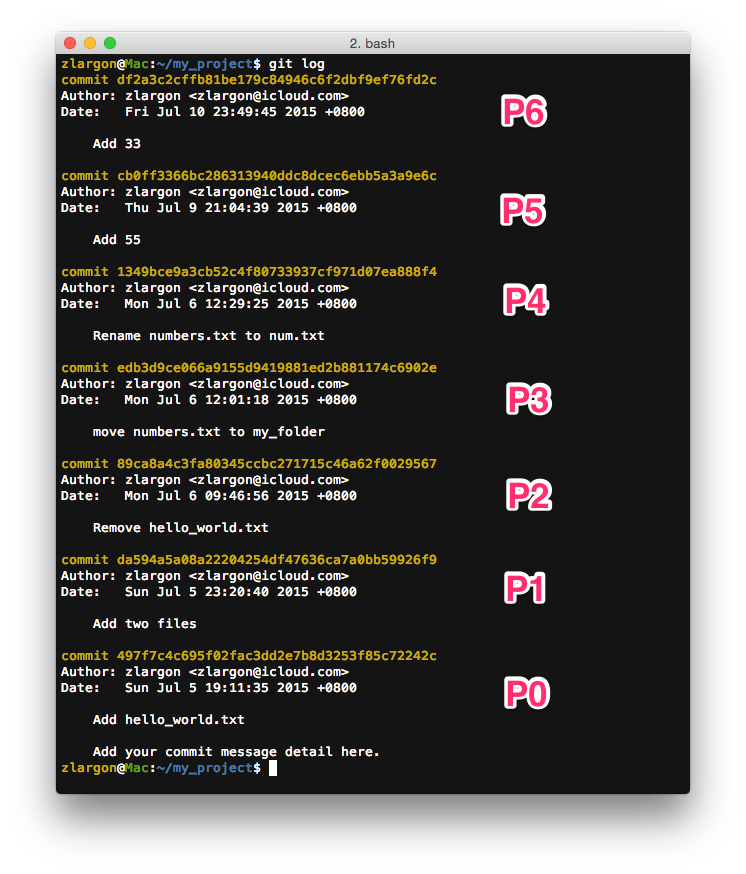 2. bash
zlargon@Mac:~/my_project$ git log
commit df2a3c2cffb81be179c84946c6f2dbf9ef76fd2c
Author: zlargon <zlargon@icloud.com>
Date:   Fri Jul 10 23:49:45 2015 +0800
P6
    Add 33
commit cb0ff3366bc286313940ddc8dcec6ebb5a3a9e6c
Author: zlargon <zlargon@icloud.com>
Date:   Thu Jul 9 21:04:39 2015 +0800
P5
    Add 55
commit 1349bce9a3cb52c4f80733937cf971d07ea888f4
Author: zlargon <zlargon@icloud.com>
Date:   Mon Jul 6 12:29:25 2015 +0800
P4
    Rename numbers.txt to num.txt
commit edb3d9ce066a9155d9419881ed2b881174c6902e
Author: zlargon <zlargon@icloud.com>
Date:   Mon Jul 6 12:01:18 2015 +0800
P3
    move numbers.txt to my_folder
commit 89ca8a4c3fa80345ccbc271715c46a62f0029567
Author: zlargon <zlargon@icloud.com>
Date:   Mon Jul 6 09:46:56 2015 +0800
P2
    Remove hello_world.txt
commit da594a5a08a22204254df47636ca7a0bb59926f9
Author: zlargon <zlargon@icloud.com>
Date:   Sun Jul 5 23:20:40 2015 +0800
P1
    Add two files
commit 497f7c4c695f02fac3dd2e7b8d3253f85c72242c
Author: zlargon <zlargon@icloud.com>
Date:   Sun Jul 5 19:11:35 2015 +0800
P0
    Add hello_world.txt
    Add your commit message detail here.
zlargon@Mac:~/my_project$